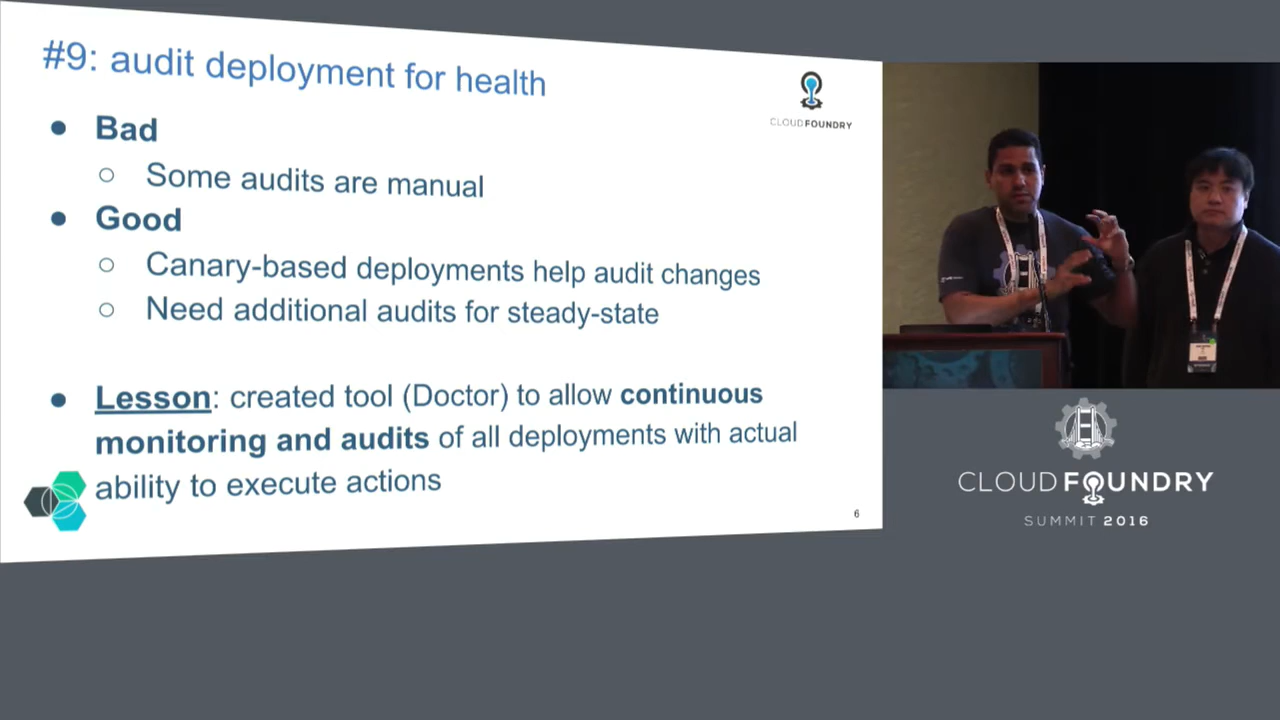 #9: audit deployment for health
CLOUDFOUNDRY
● Bad
○ Some audits are manual
● Good
○ Canary-based deployments help audit changes
○ Need additional audits for steady-state
● Lesson: created tool (Doctor) to allow continuous
monitoring and audits of all deployments with actual
ability to execute actions
6
CLOUD FOUNDRY
SUMMIT 2016